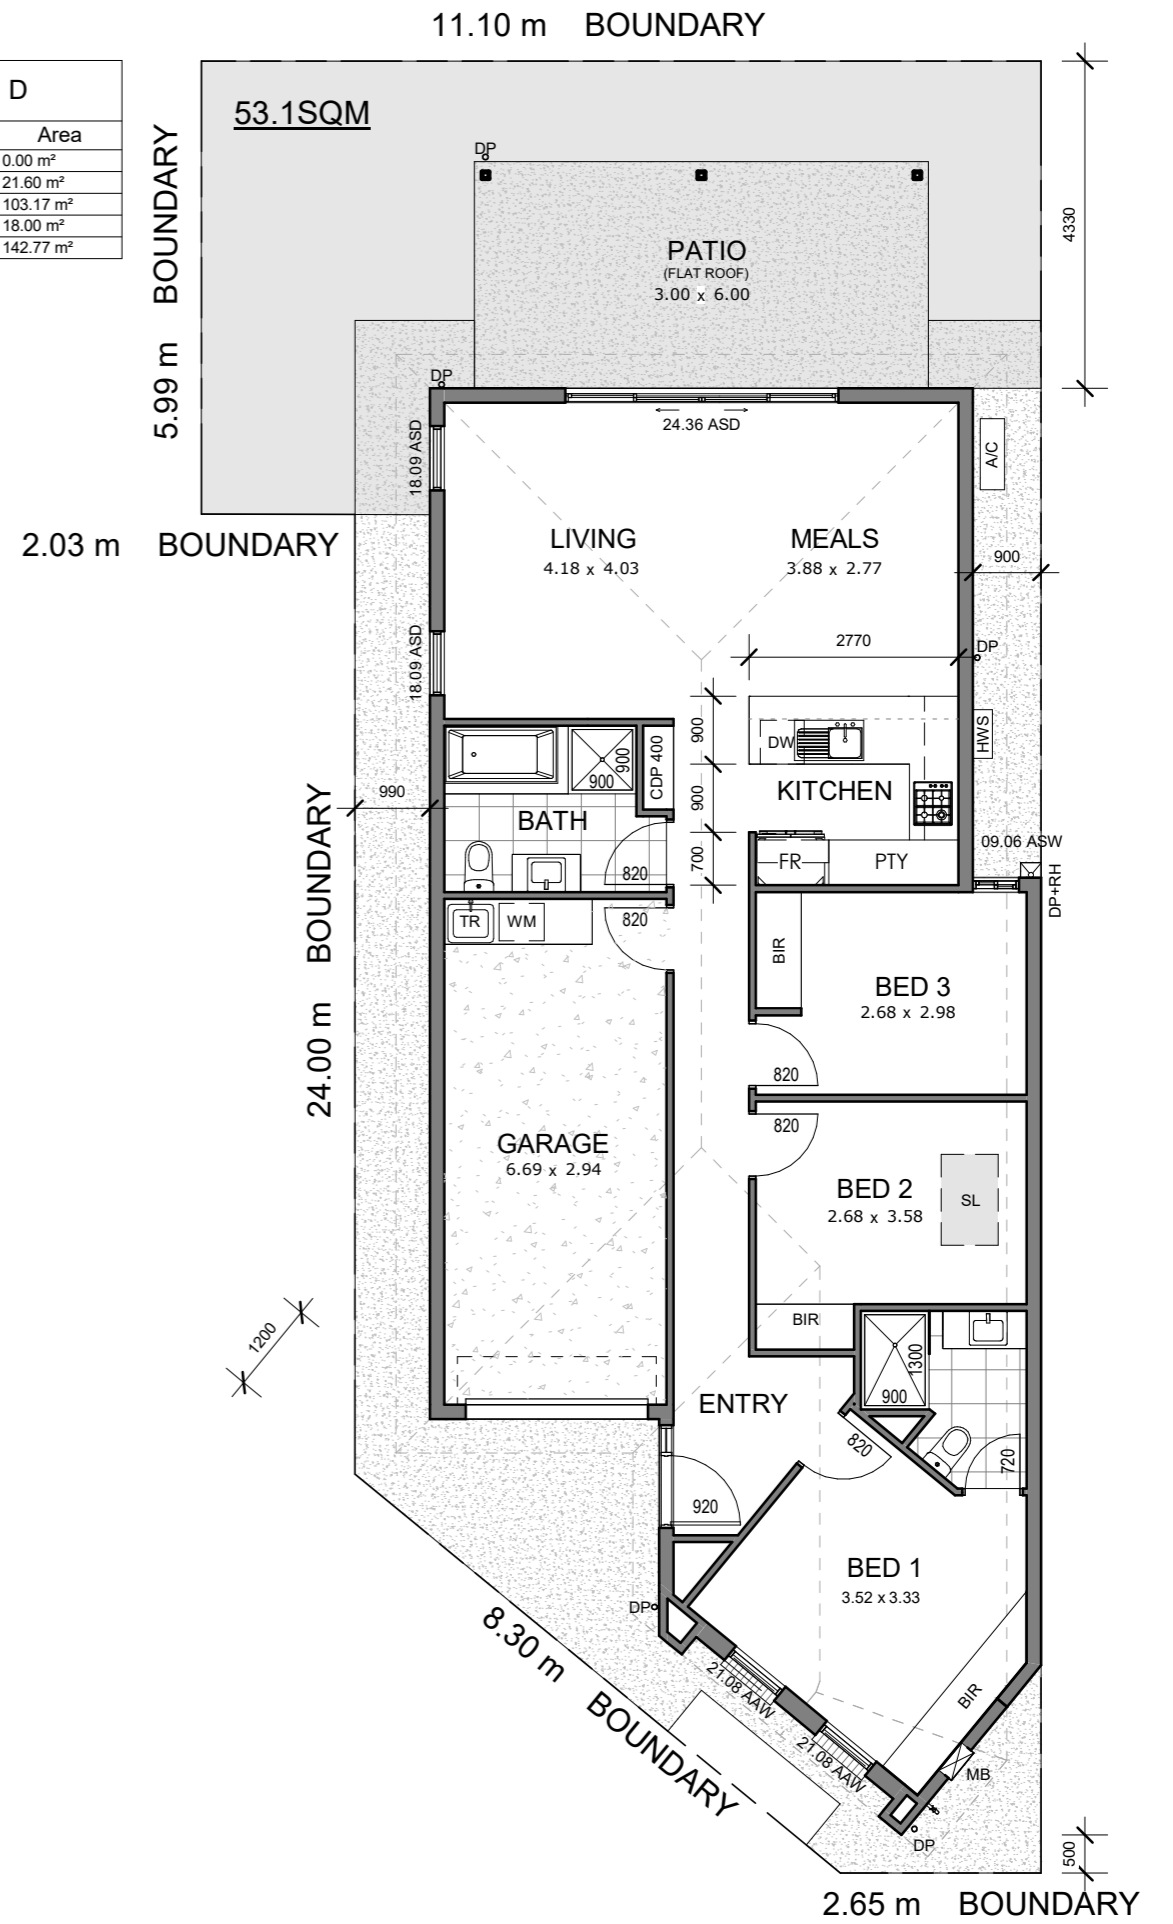 11.10 m BOUNDARY
D
Area
0.00 m²
21.60 m²
103.17 m²
18.00 m²
142.77 m²
53.1SQM
5.99 m BOUNDARY
DP
PATIO
(FLAT ROOF)
3.00 x 6.00
4330
DP
24.36 ASD
18.09 ASD
A/C
2.03 m BOUNDARY
LIVING
4.18 x 4.03
MEALS
3.88 x 2.77
900
18.09 ASD
2770
DP
900
DW
HWS
900
900
CDP 400
KITCHEN
900
990
BATH
820
700
FR
PTY
09.06 ASW
DP+RH
24.00 m BOUNDARY
TR
WM
820
BIR
BED 3
2.68 x 2.98
820
820
GARAGE
6.69 x 2.94
BED 2
2.68 x 3.58
SL
1200
BIR
1300
900
ENTRY
820
720
920
BED 1
3.52 x 3.33
DP
8.30 m BOUNDARY
21.08 AAW
21.08 AAW
BIR
MB
DP
500
2.65 m BOUNDARY